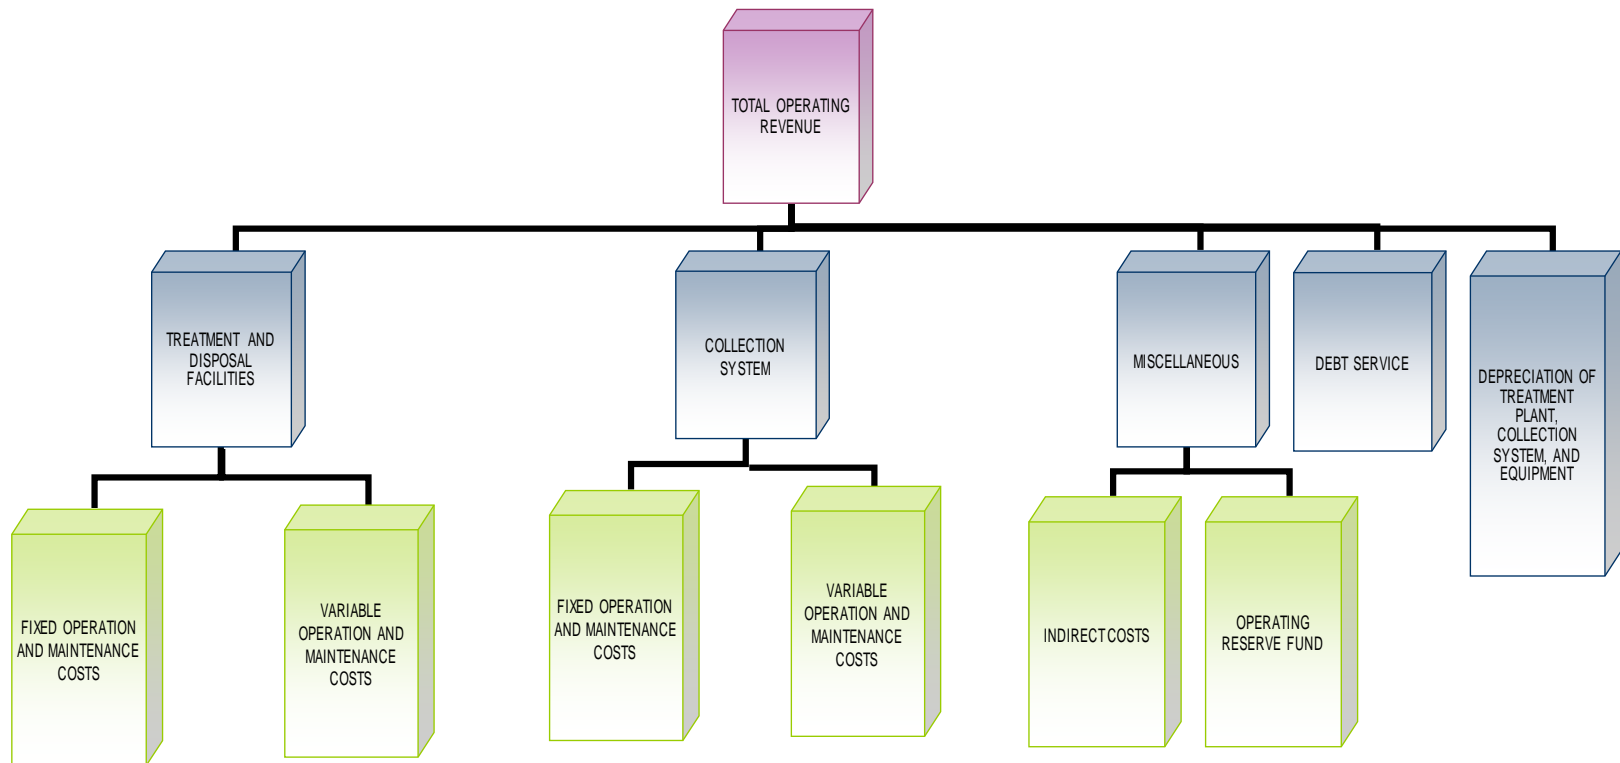 TOTAL OPERATING
REVENUE
TREATMENT AND
DISPOSAL
FACILITIES
COLLECTION
SYSTEM
MISCELLANEOUS
DEBT SERVICE
DEPRECIATION OF
TREATMENT
PLANT,
COLLECTION
SYSTEM, AND
EQUIPMENT
FIXED OPERATION
AND MAINTENANCE
COSTS
VARIABLE
OPERATION AND
MAINTENANCE
COSTS
FIXED OPERATION
AND MAINTENANCE
COSTS
VARIABLE
OPERATION AND
MAINTENANCE
COSTS
INDIRECT COSTS
OPERATING
RESERVE FUND